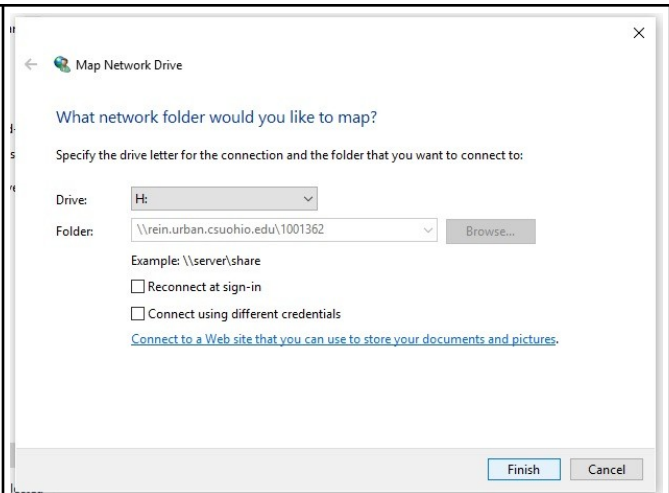 Map Network Drive
What network folder would you like to map?
Specify the drive letter for the connection and the folder that you want to connect to:
Drive: H:
Folder: \\rein.urban.csuohio.edu\1001362 Browse...
Example: \\server\share
Reconnect at sign-in
Connect using different credentials
Connect to a Web site that you can use to store your documents and pictures.
Finish Cancel